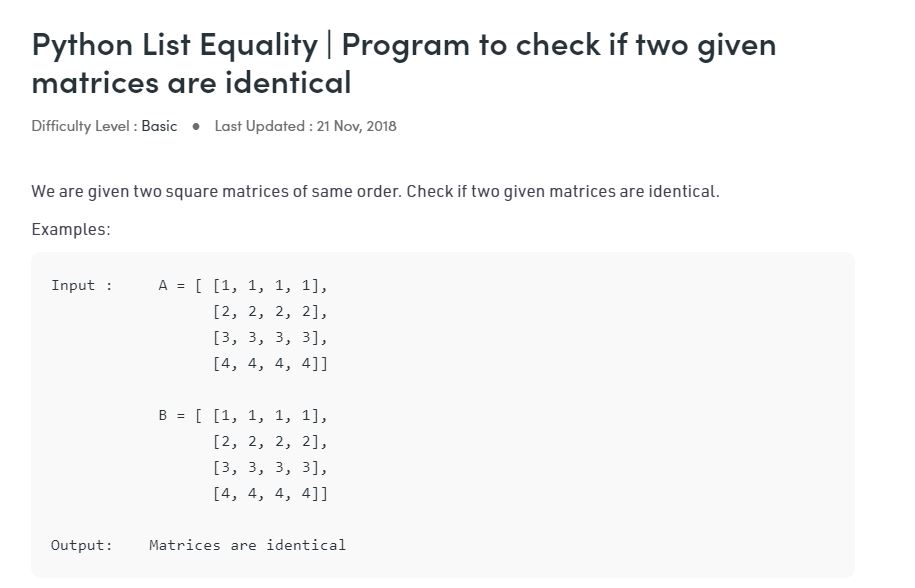 Python List Equality | Program to check if two given
matrices are identical
Difficulty Level : Basic ● Last Updated : 21 Nov, 2018
We are given two square matrices of same order. Check if two given matrices are identical.
Examples:
Input :     A = [ [1, 1, 1, 1],
                  [2, 2, 2, 2],
                  [3, 3, 3, 3],
                  [4, 4, 4, 4]]
            B = [ [1, 1, 1, 1],
                  [2, 2, 2, 2],
                  [3, 3, 3, 3],
                  [4, 4, 4, 4]]
Output:    Matrices are identical